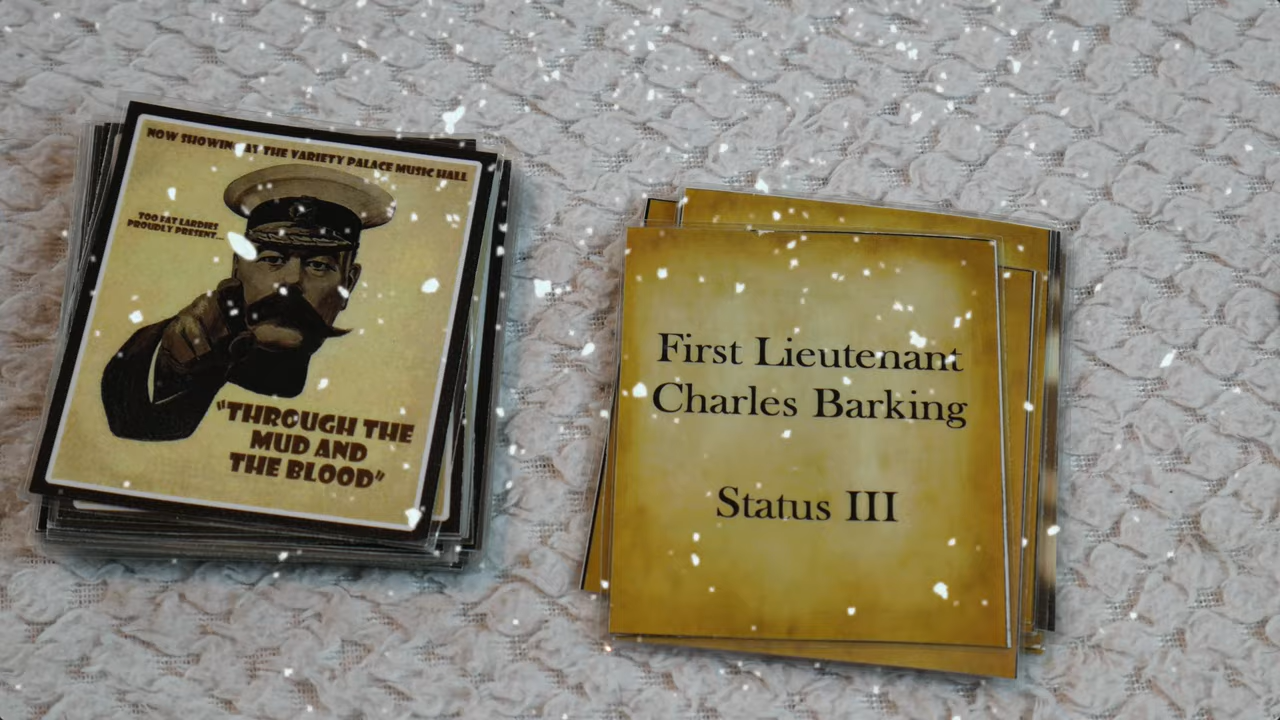 NOW SHOWING AT THE VARIETY PALACE MUSIC HALL
TOO FAT LARDIES
PROUDLY PRESENT...
"THROUGH THE
MUD AND
THE BLOOD"
First Lieutenant
Charles Barking
Status III